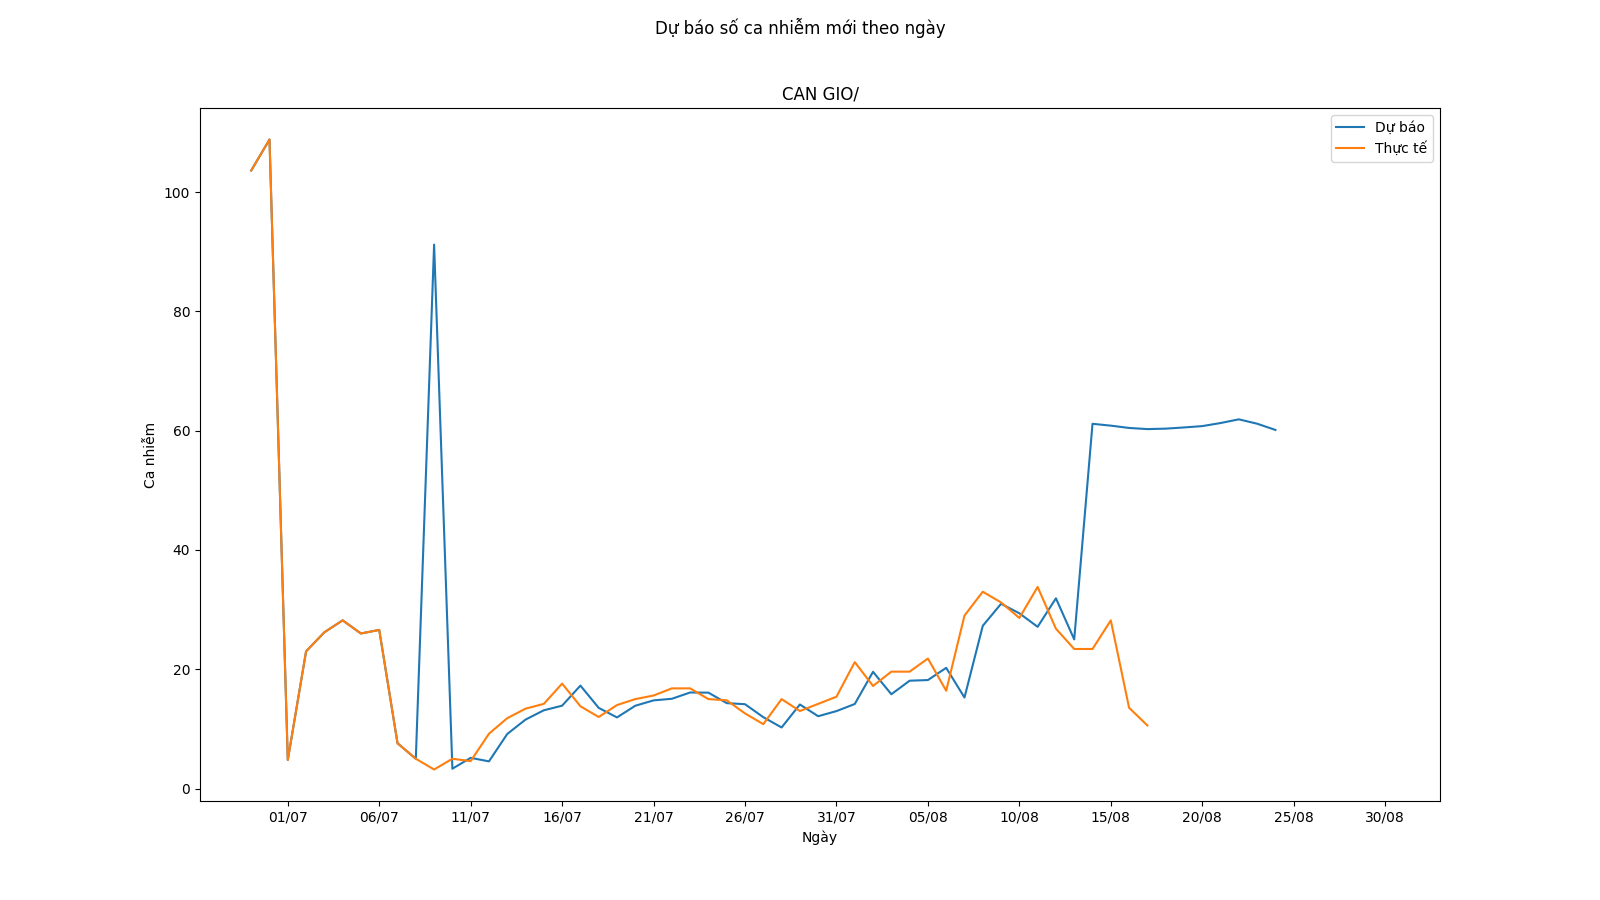 Dự báo số ca nhiễm mới theo ngày
CAN GIO/
Dự báo
Thực tế
100
80
60
40
20
0
Ca nhiễm
01/07 06/07 11/07 16/07 21/07 26/07 31/07 05/08 10/08 15/08 20/08 25/08 30/08
Ngày